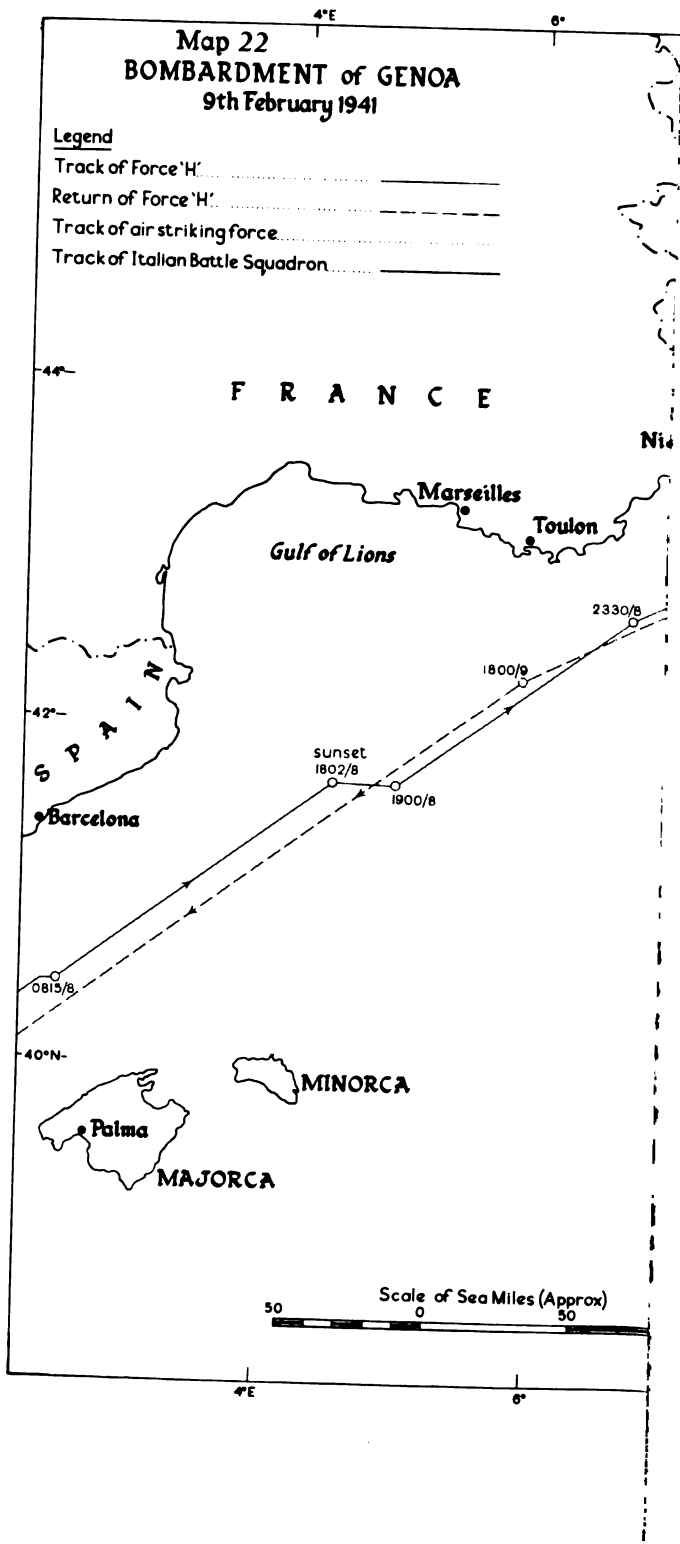 4°E 6°
Map 22
BOMBARDMENT of GENOA
9th February 1941
Legend
Track of Force 'H'
Return of Force 'H'
Track of air striking force
Track of Italian Battle Squadron
44°
FRANCE
Marseilles
Toulon
Gulf of Lions
2330/8
1800/9
SPAIN
42°
sunset
1802/8
1900/8
Barcelona
0815/8
40°N
MINORCA
Palma
MAJORCA
Scale of Sea Miles (Approx)
50 0 50
4°E 6°